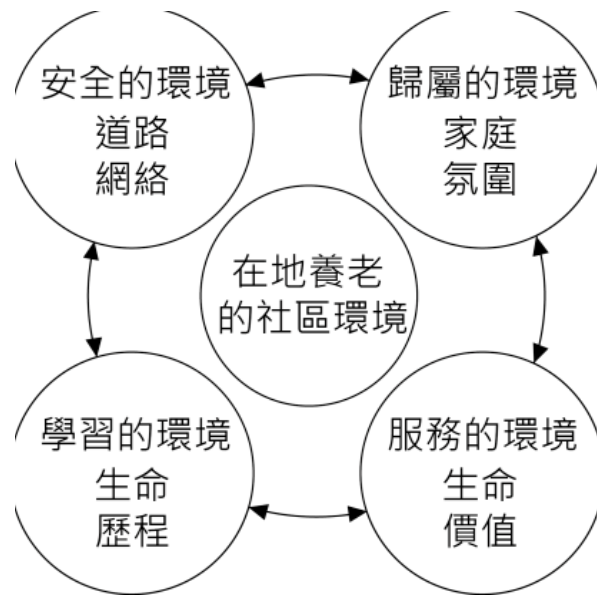 安全的環境
道路
網絡
歸屬的環境
家庭
氛圍
在地養老
的社區環境
學習的環境
生命
歷程
服務的環境
生命
價值